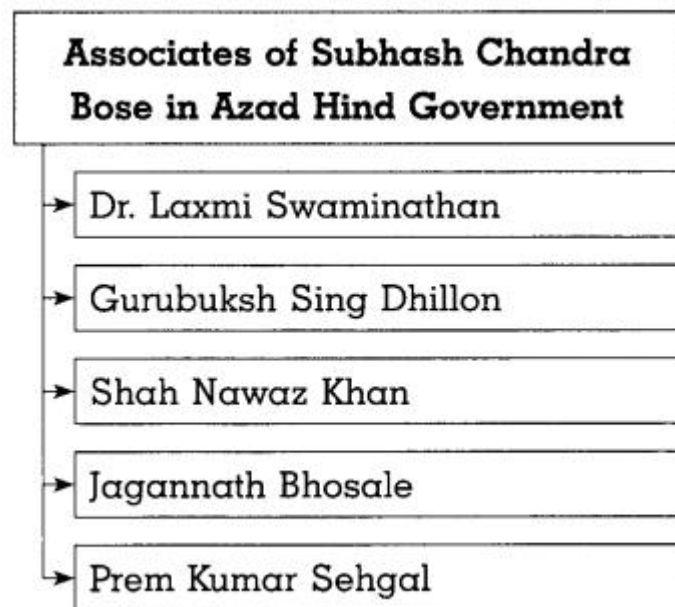 Associates of Subhash Chandra
Bose in Azad Hind Government
Dr. Laxmi Swaminathan
Gurubuksh Sing Dhillon
Shah Nawaz Khan
Jagannath Bhosale
Prem Kumar Sehgal